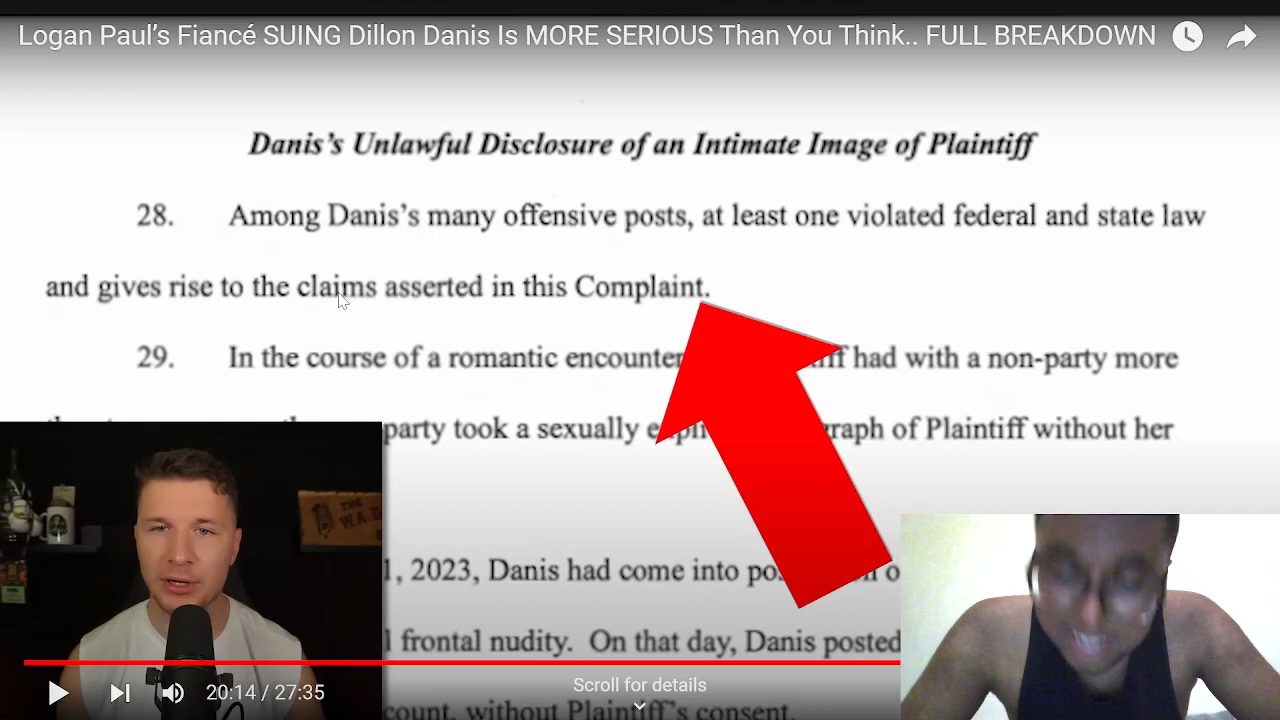 Logan Paul’s Fiancé SUING Dillon Danis Is MORE SERIOUS Than You Think.. FULL BREAKDOWN
Danis’s Unlawful Disclosure of an Intimate Image of Plaintiff
28. Among Danis’s many offensive posts, at least one violated federal and state law
and gives rise to the claims asserted in this Complaint.
29. In the course of a romantic encounter had with a non-party more
party took a sexually of Plaintiff without her
1, 2023, Danis had come into
frontal nudity. On that day, Danis posted
without Plaintiff’s consent.
THE
20:14 / 27:35
Scroll for details